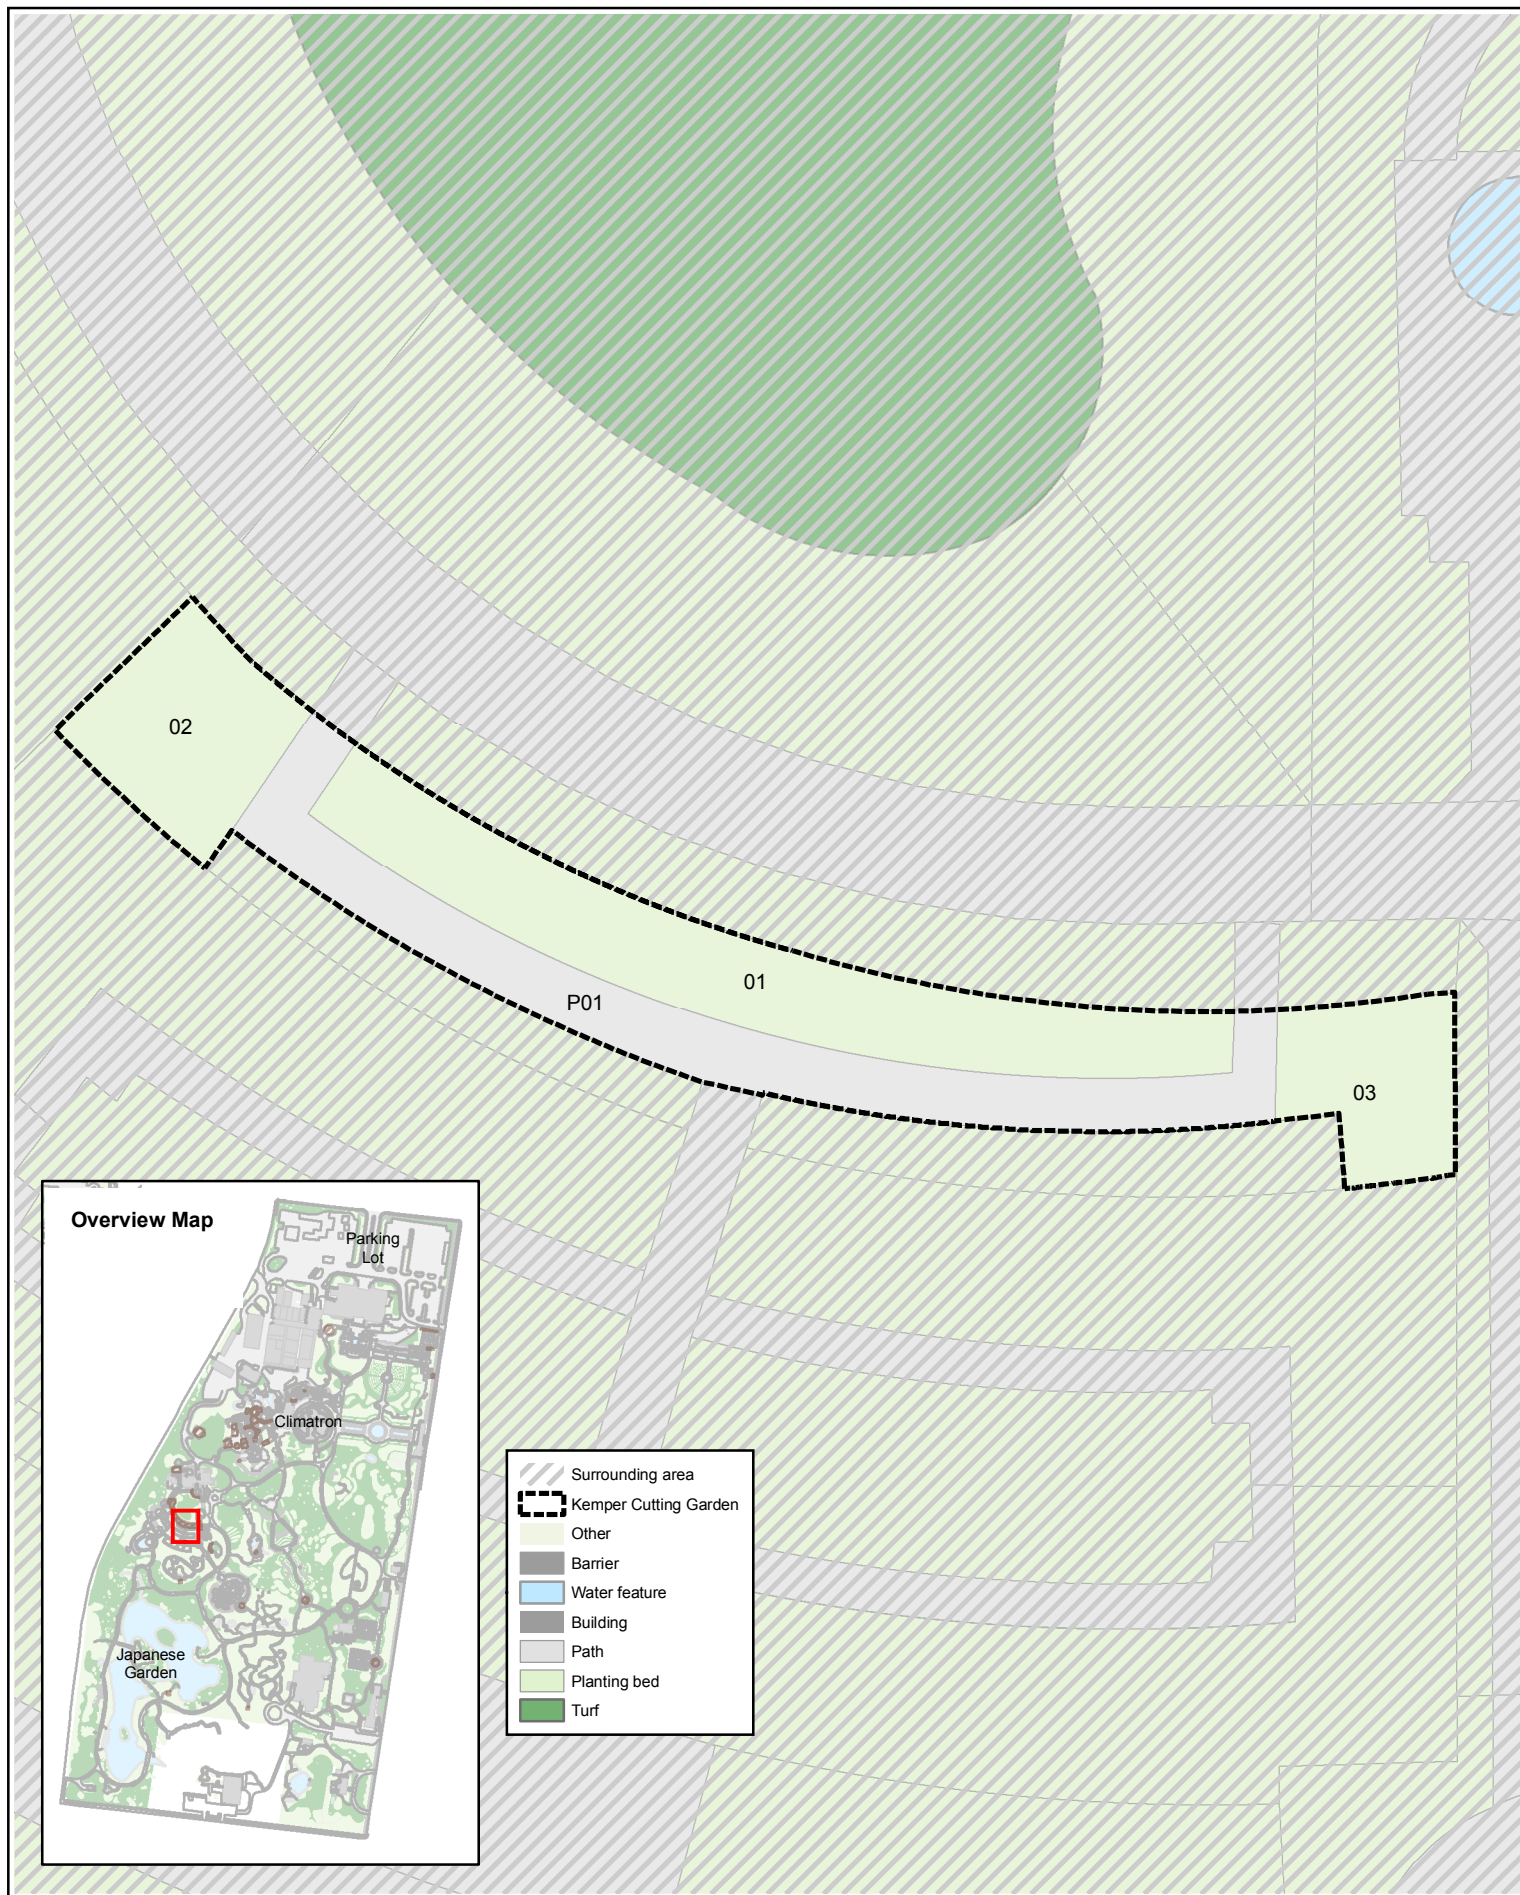 02
01
P01
03
Overview Map
Parking
Lot
Climatron
Japanese
Garden
Surrounding area
Kemper Cutting Garden
Other
Barrier
Water feature
Building
Path
Planting bed
Turf